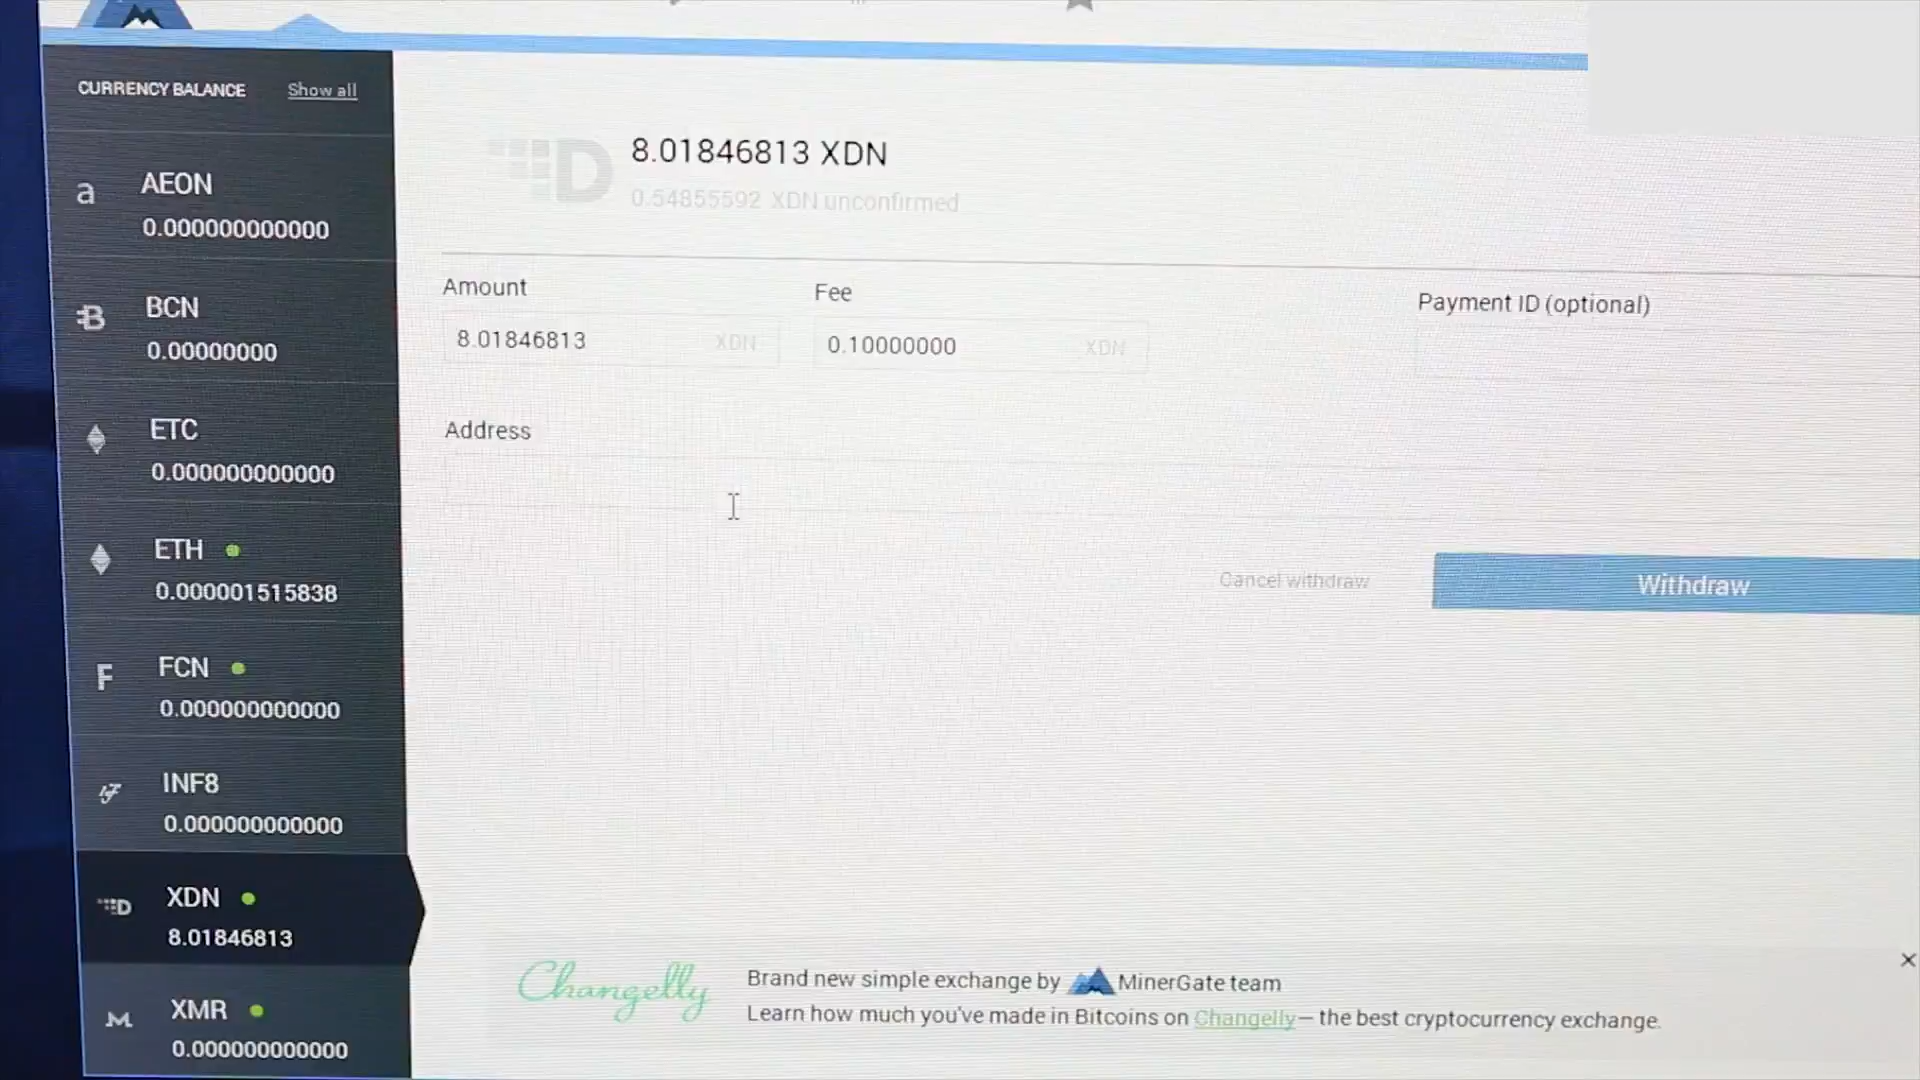 CURRENCY BALANCE Show all
AEON
0.000000000000
BCN
0.00000000
ETC
0.000000000000
ETH
0.000001515838
FCN
0.000000000000
INF8
0.000000000000
XDN
8.01846813
XMR
0.000000000000
8.01846813 XDN
0.54855592 XDN unconfirmed
Amount
8.01846813 XDN
Fee
0.10000000 XDN
Payment ID (optional)
Address
Cancel withdraw
Withdraw
Changelly
Brand new simple exchange by MinerGate team
Learn how much you've made in Bitcoins on Changelly — the best cryptocurrency exchange.